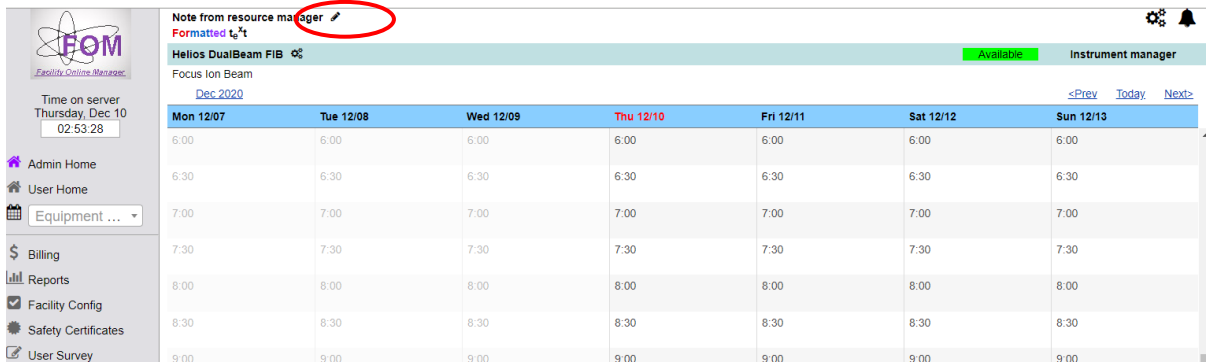 FOM
Facility Online Manager
Time on server
Thursday, Dec 10
02:53:28
Admin Home
User Home
Equipment ...
Billing
Reports
Facility Config
Safety Certificates
User Survey
Note from resource manager
Formatted text
Helios DualBeam FIB Available Instrument manager
Focus Ion Beam
Dec 2020 <Prev Today Next>
Mon 12/07 Tue 12/08 Wed 12/09 Thu 12/10 Fri 12/11 Sat 12/12 Sun 12/13
6:00 6:00 6:00 6:00 6:00 6:00 6:00
6:30 6:30 6:30 6:30 6:30 6:30 6:30
7:00 7:00 7:00 7:00 7:00 7:00 7:00
7:30 7:30 7:30 7:30 7:30 7:30 7:30
8:00 8:00 8:00 8:00 8:00 8:00 8:00
8:30 8:30 8:30 8:30 8:30 8:30 8:30
9:00 9:00 9:00 9:00 9:00 9:00 9:00